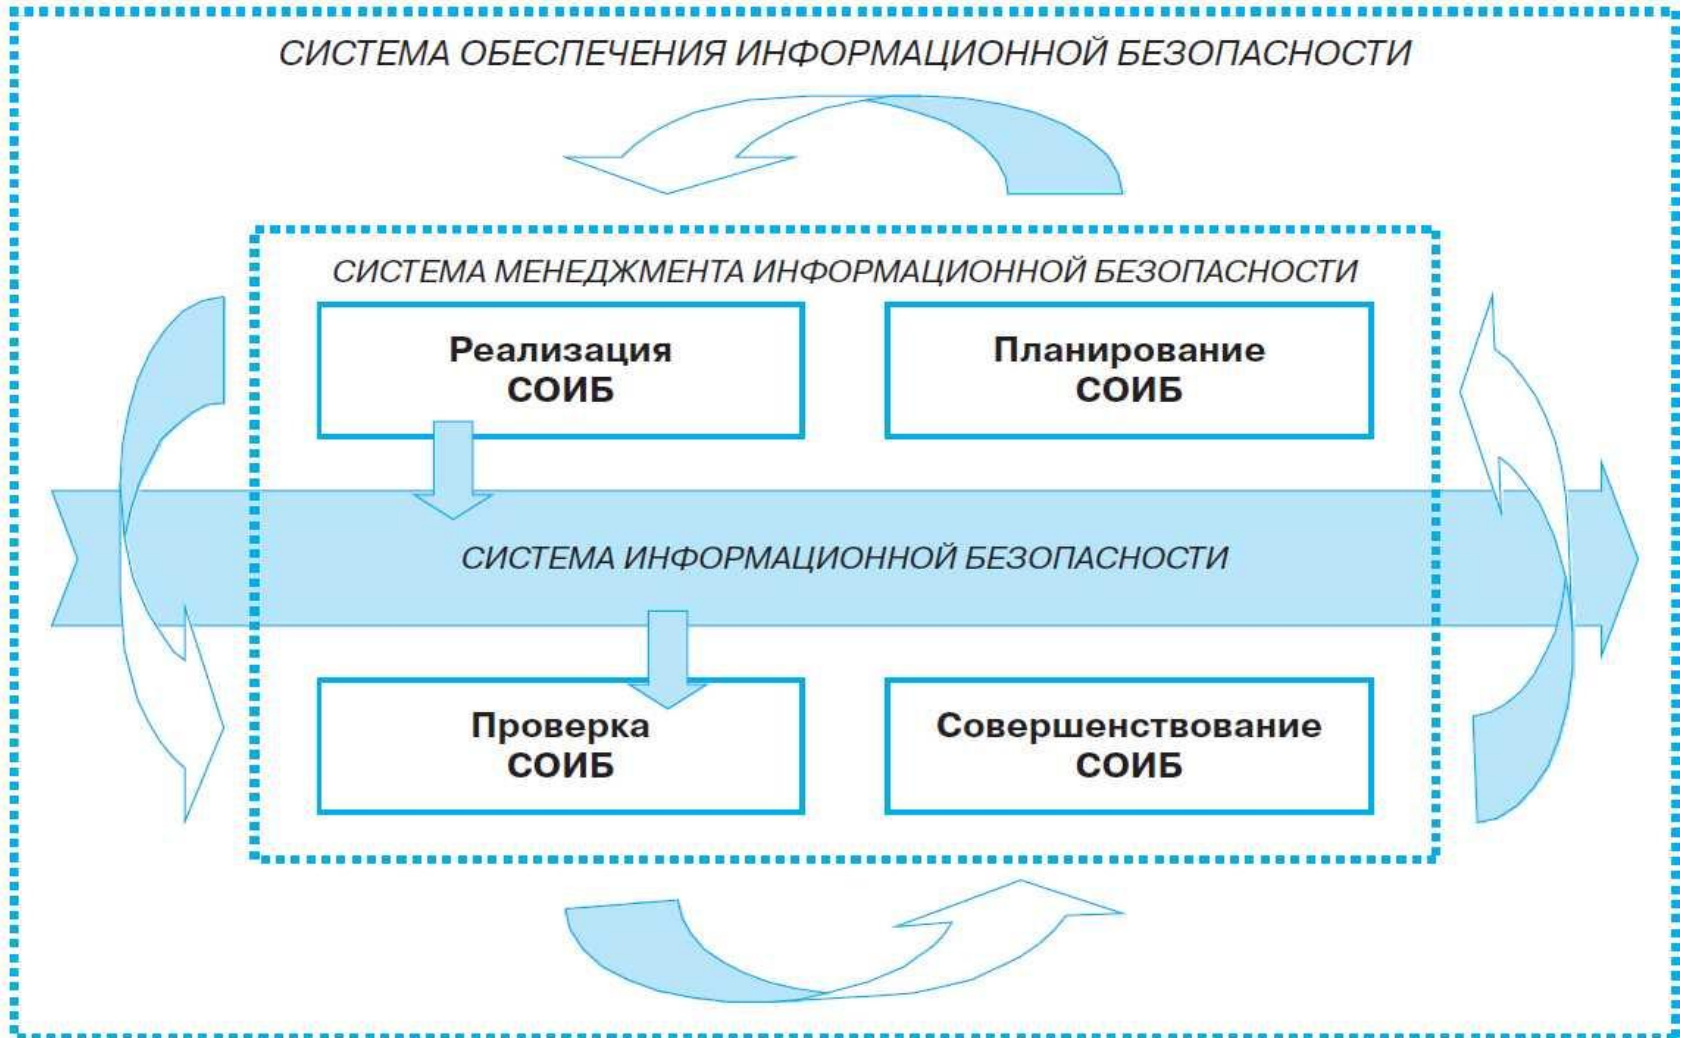 СИСТЕМА ОБЕСПЕЧЕНИЯ ИНФОРМАЦИОННОЙ БЕЗОПАСНОСТИ
СИСТЕМА МЕНЕДЖМЕНТА ИНФОРМАЦИОННОЙ БЕЗОПАСНОСТИ
Реализация
СОИБ
Планирование
СОИБ
СИСТЕМА ИНФОРМАЦИОННОЙ БЕЗОПАСНОСТИ
Проверка
СОИБ
Совершенствование
СОИБ